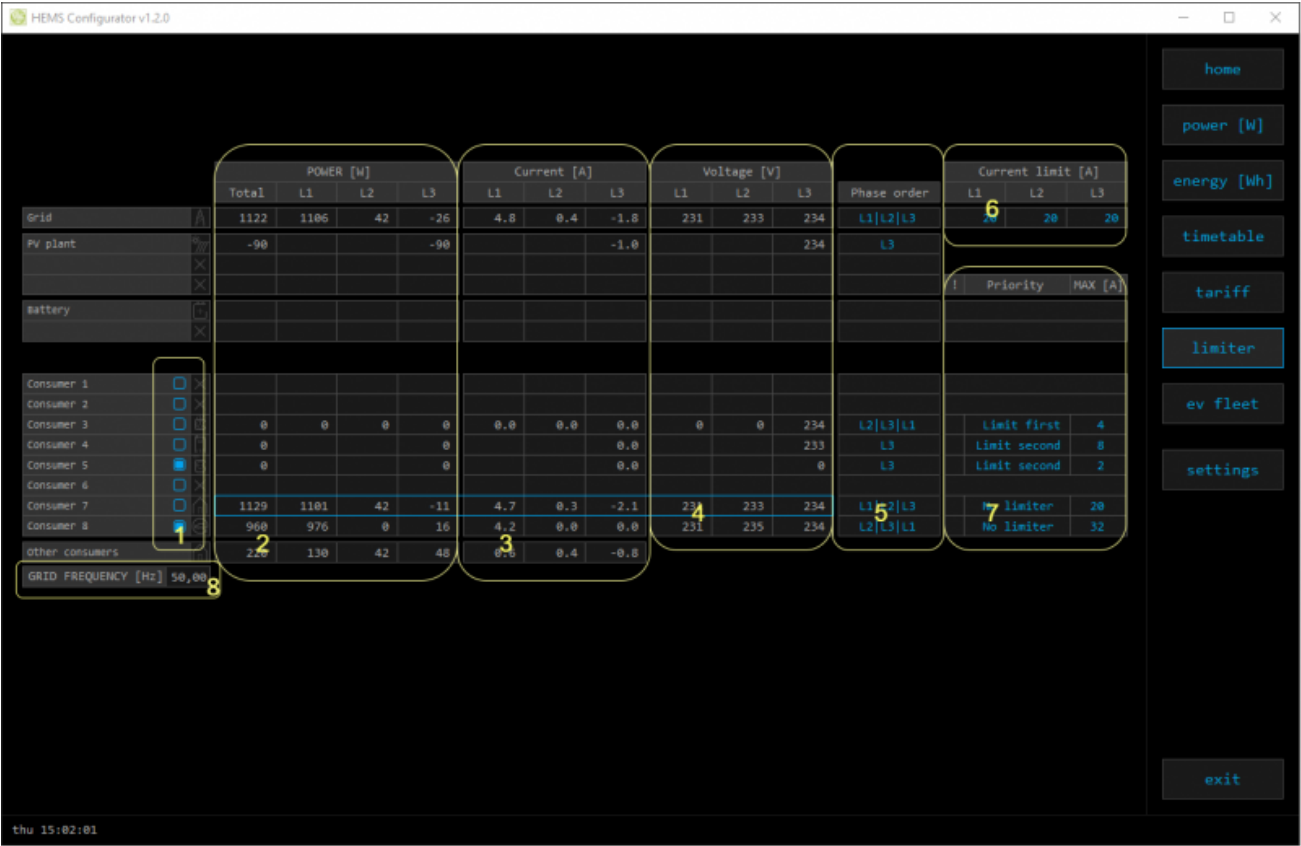 HEMS Configurator v1.2.0
home
power [W]
POWER [W] Current [A] Voltage [V] Current limit [A]
energy [Wh]
Total L1 L2 L3 L1 L2 L3 L1 L2 L3 Phase order L1 L2 L3
Grid 1122 1106 42 -26 4.8 0.4 -1.8 231 233 234 L1|L2|L3 20 20 20
6
timetable
PV plant -90 -90 -1.0 234 L3
! Priority MAX [A]
tariff
Battery
limiter
Consumer 1
Consumer 2
ev fleet
Consumer 3 0 0 0 0 0.0 0.0 0.0 0 0 234 L2|L3|L1 Limit first 4
Consumer 4 0 0 0.0 233 L3 Limit second 8
Consumer 5 0 0 0.0 0 L3 Limit second 2
settings
Consumer 6
Consumer 7 1129 1101 42 -11 4.7 0.3 -2.1 231 233 234 L1|L2|L3 No limiter 20
4 5 7
Consumer 8 960 976 0 16 4.2 0.0 0.0 231 235 234 L2|L3|L1 No limiter 32
1 2 3
Other consumers 130 42 48 0.4 -0.8
GRID FREQUENCY [Hz] 50,00
8
exit
thu 15:02:01